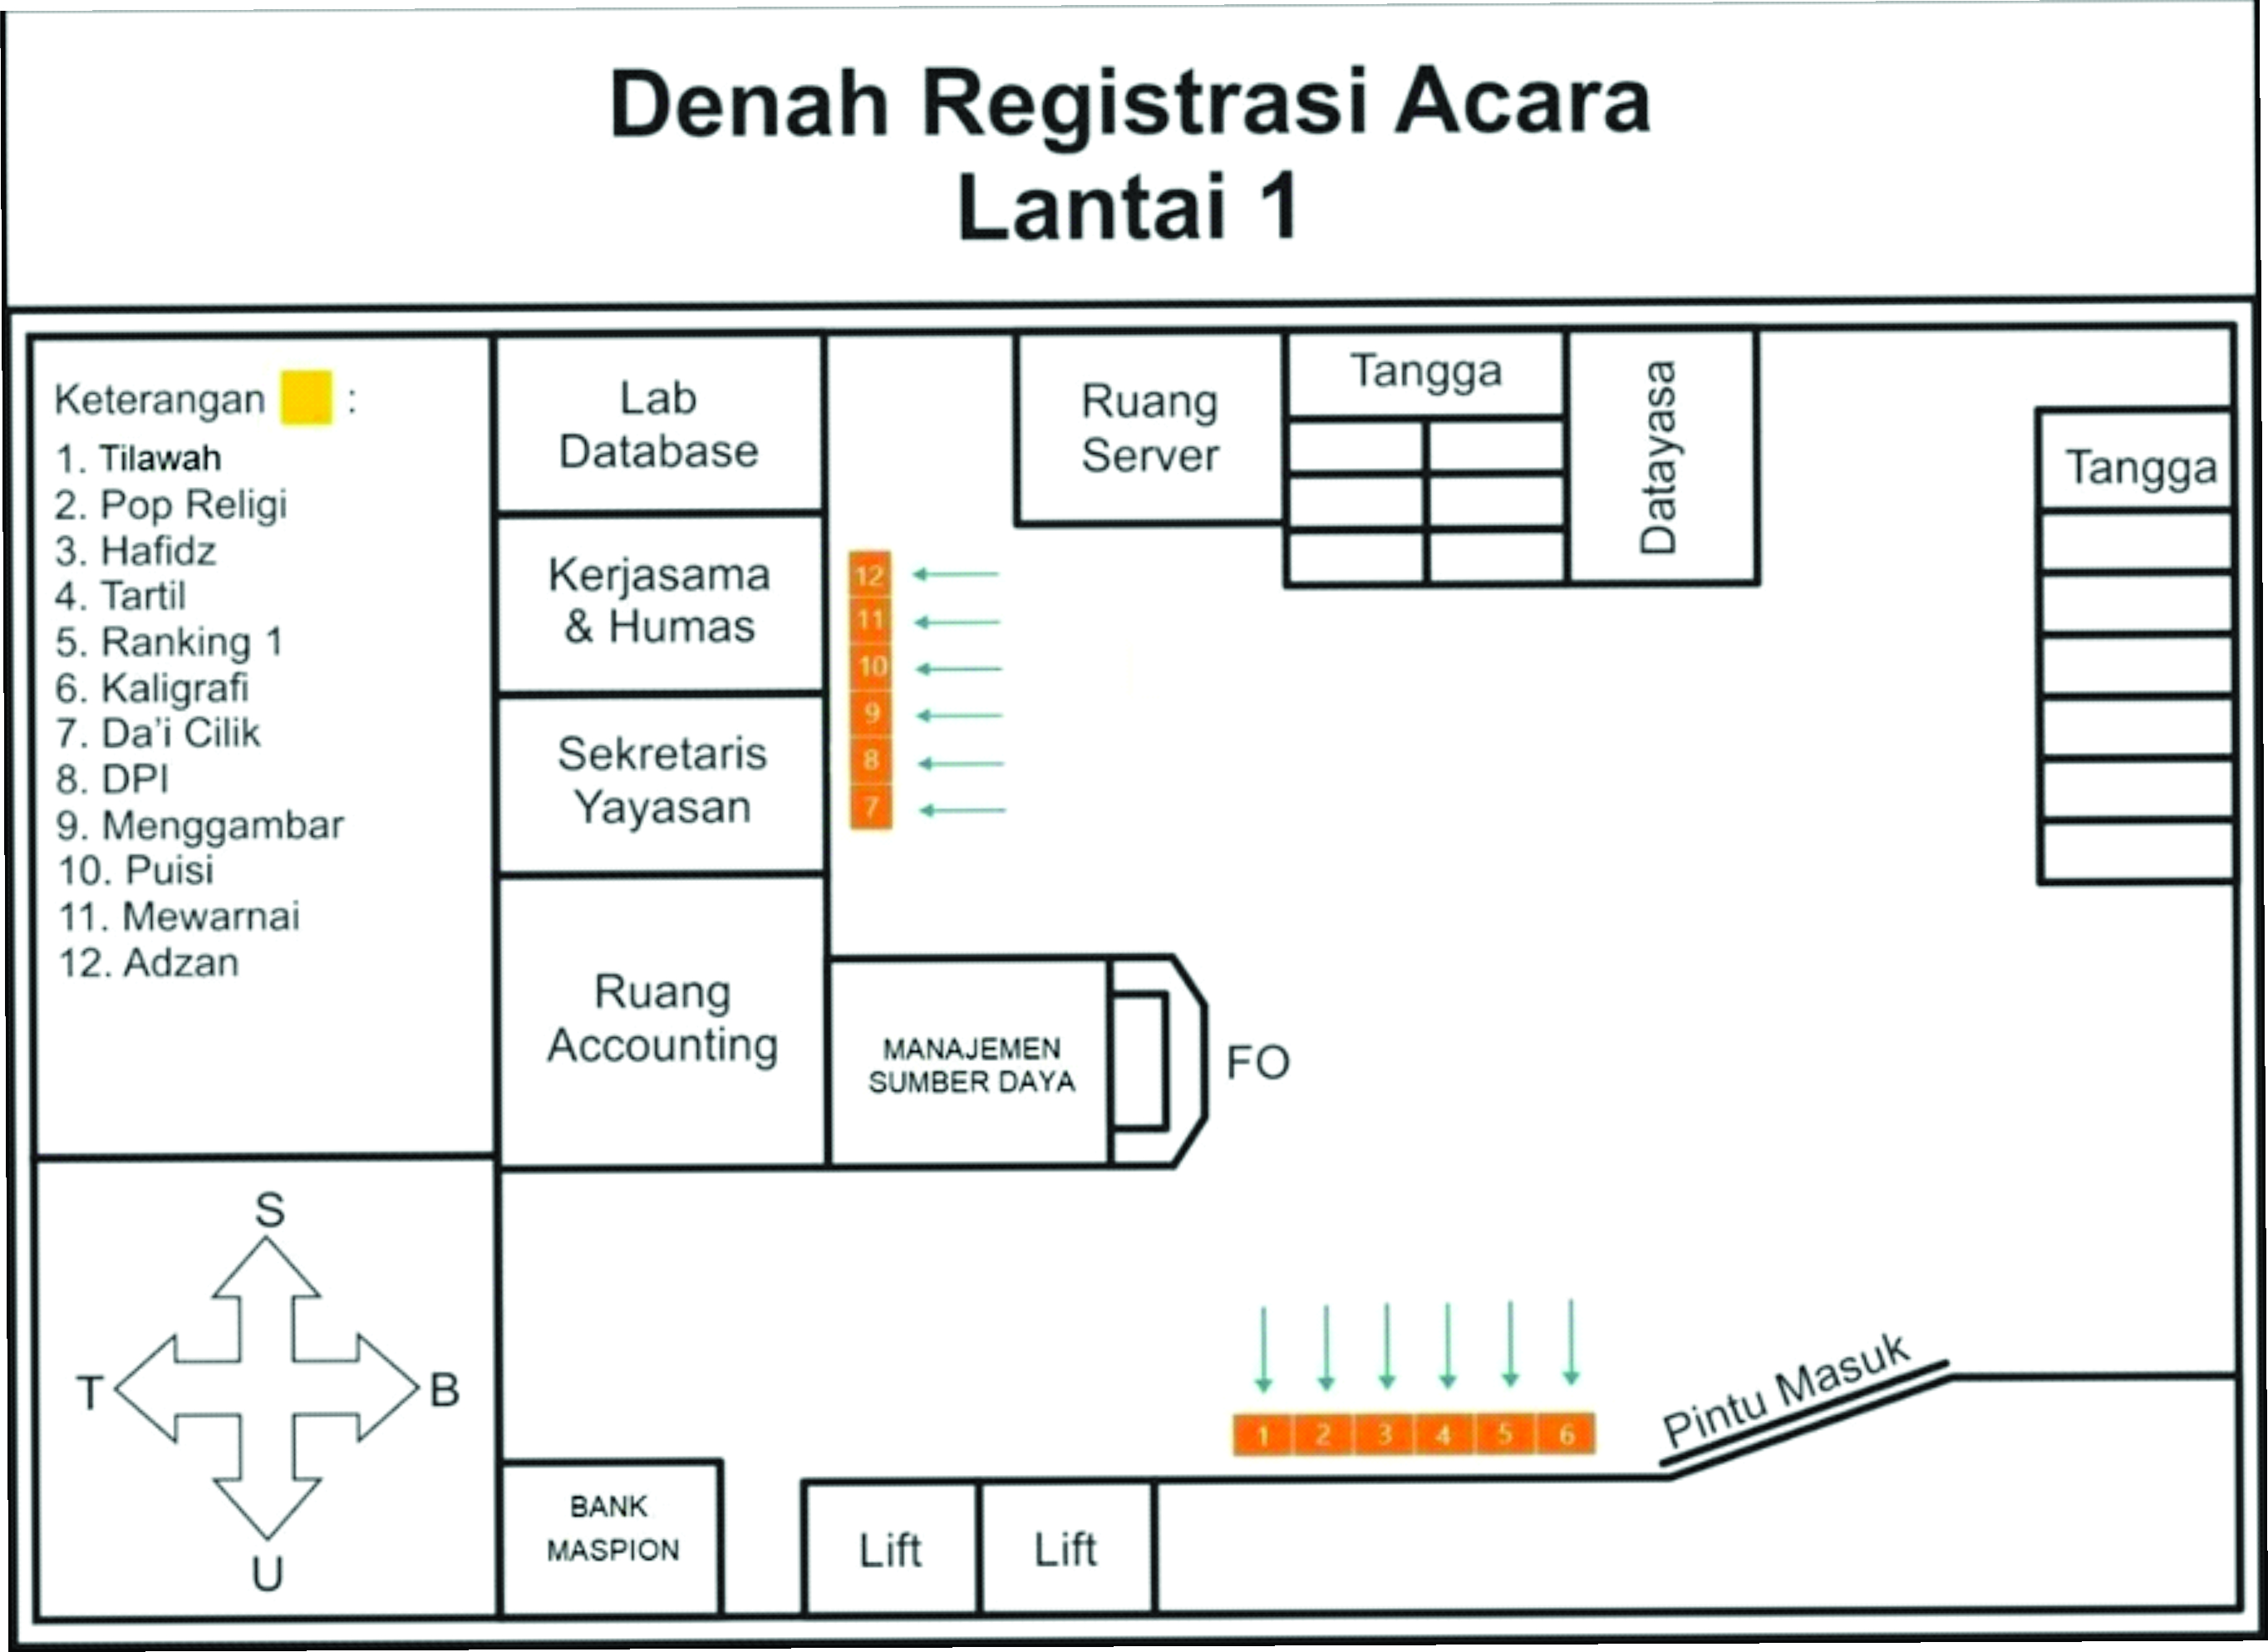 Denah Registrasi Acara
Lantai 1
Keterangan :
1. Tilawah
2. Pop Religi
3. Hafidz
4. Tartil
5. Ranking 1
6. Kaligrafi
7. Da'i Cilik
8. DPI
9. Menggambar
10. Puisi
11. Mewarnai
12. Adzan
Lab
Database
Kerjasama
& Humas
Sekretaris
Yayasan
Ruang
Accounting
12
11
10
9
8
7
Ruang
Server
Tangga
Datayasa
Tangga
MANAJEMEN
SUMBER DAYA
FO
S
T B
U
1 2 3 4 5 6
Pintu Masuk
BANK
MASPION
Lift
Lift